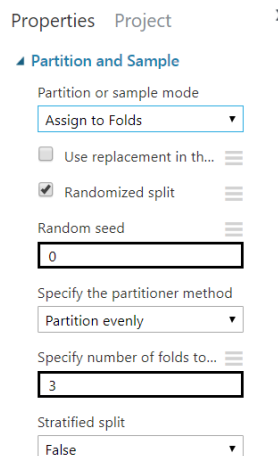 Properties Project
Partition and Sample
Partition or sample mode
Assign to Folds
Use replacement in th...
Randomized split
Random seed
0
Specify the partitioner method
Partition evenly
Specify number of folds to...
3
Stratified split
False